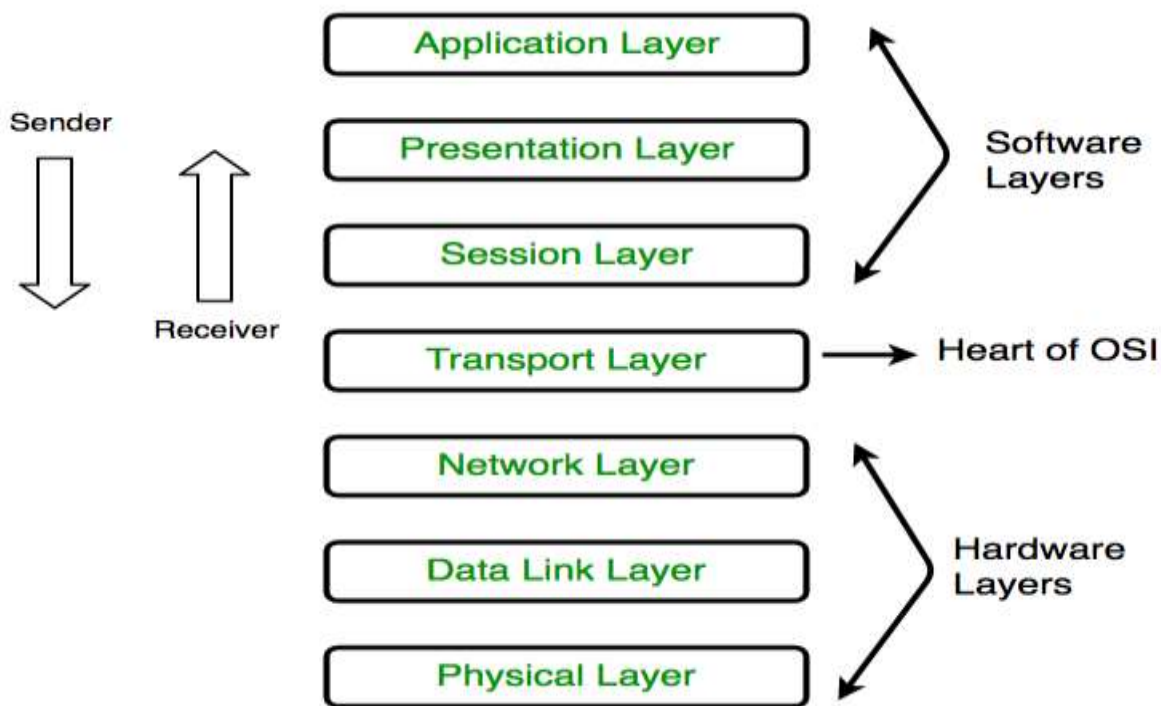 Application Layer
Sender
Presentation Layer
Software
Layers
Session Layer
Receiver
Transport Layer
Heart of OSI
Network Layer
Hardware
Layers
Data Link Layer
Physical Layer